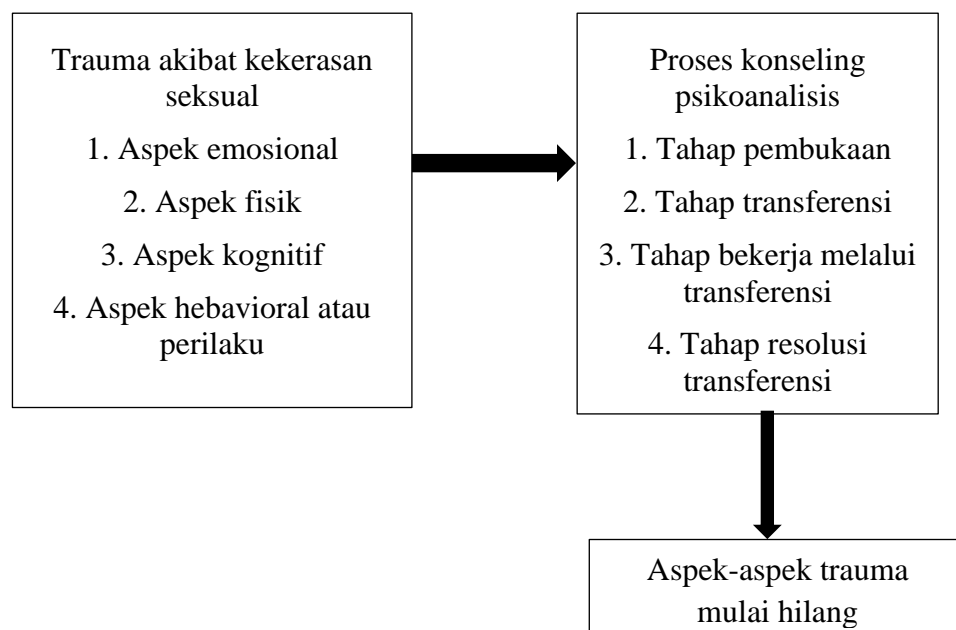 Trauma akibat kekerasan
seksual
1. Aspek emosional
2. Aspek fisik
3. Aspek kognitif
4. Aspek hebavioral atau
perilaku
Proses konseling
psikoanalisis
1. Tahap pembukaan
2. Tahap transferensi
3. Tahap bekerja melalui
transferensi
4. Tahap resolusi
transferensi
Aspek-aspek trauma
mulai hilang